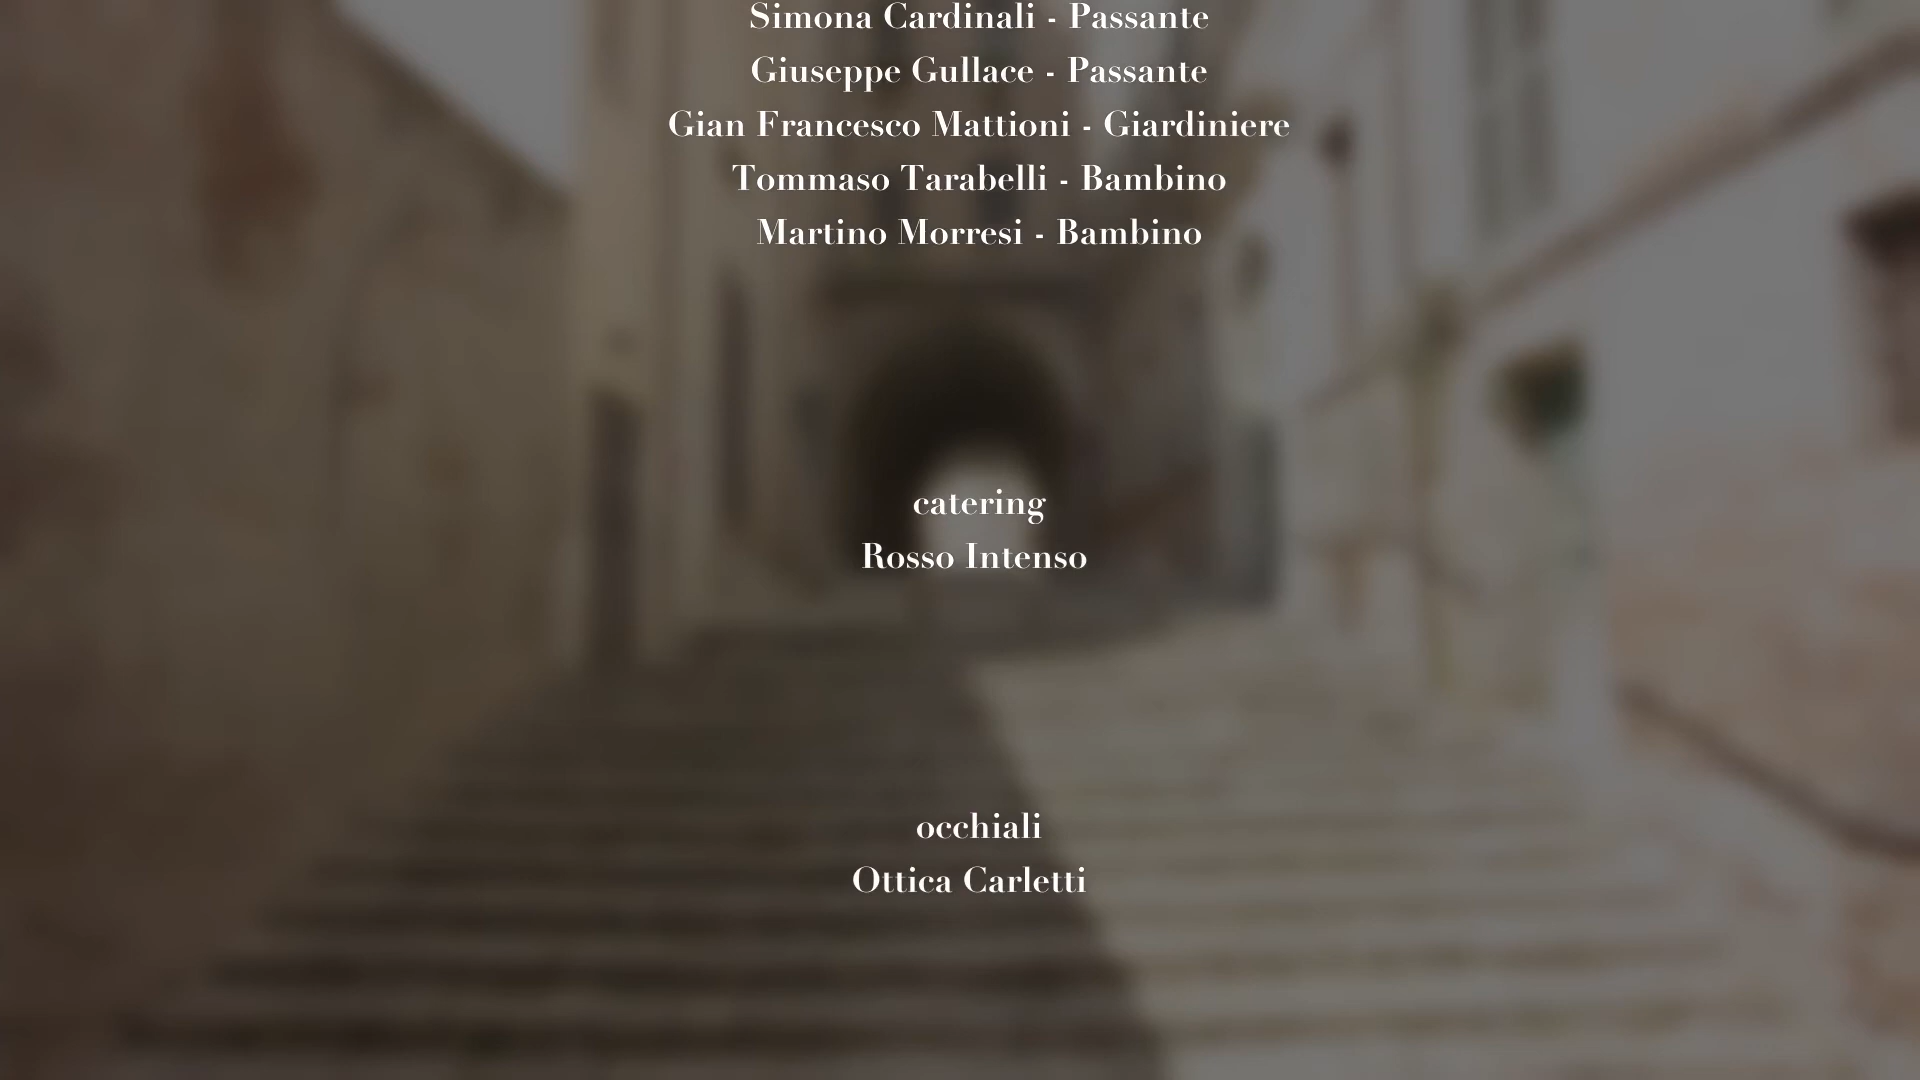 Simona Cardinali - Passante
Giuseppe Gullace - Passante
Gian Francesco Mattioni - Giardiniere
Tommaso Tarabelli - Bambino
Martino Morresi - Bambino
catering
Rosso Intenso
occhiali
Ottica Carletti